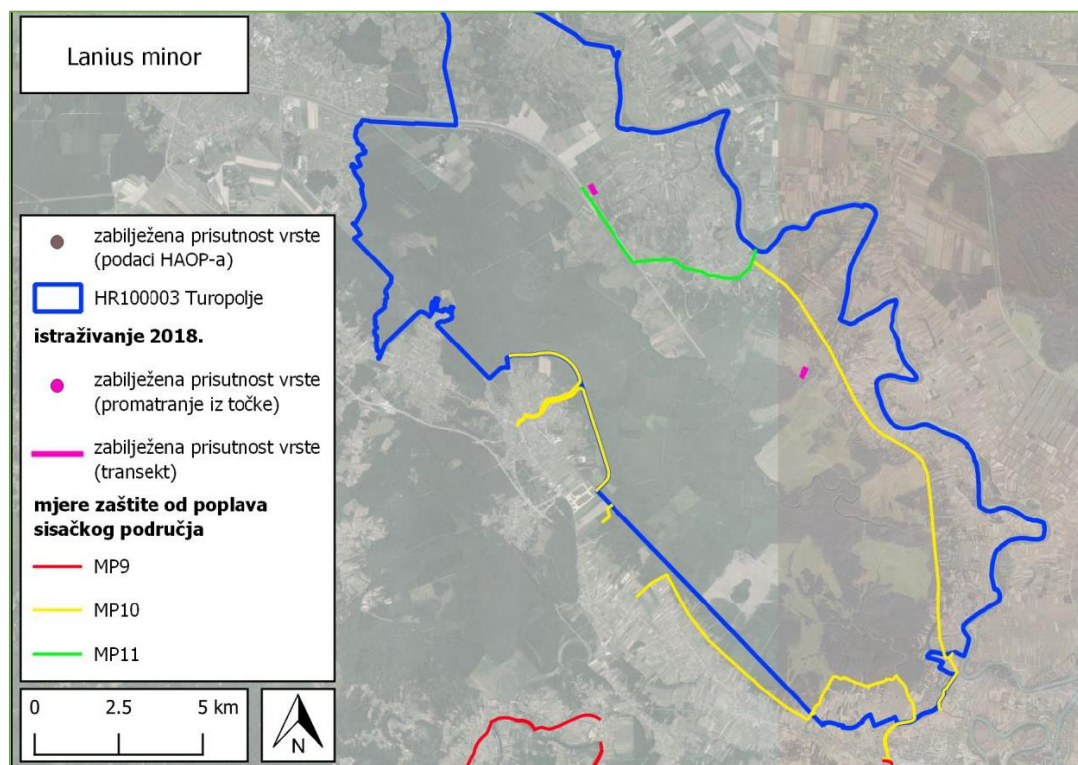 Lanius minor
zabilježena prisutnost vrste
(podaci HAOP-a)
HR100003 Turopolje
istraživanje 2018.
zabilježena prisutnost vrste
(promatranje iz točke)
zabilježena prisutnost vrste
(transekt)
mjere zaštite od poplava
sisačkog područja
MP9
MP10
MP11
0 2.5 5 km
N